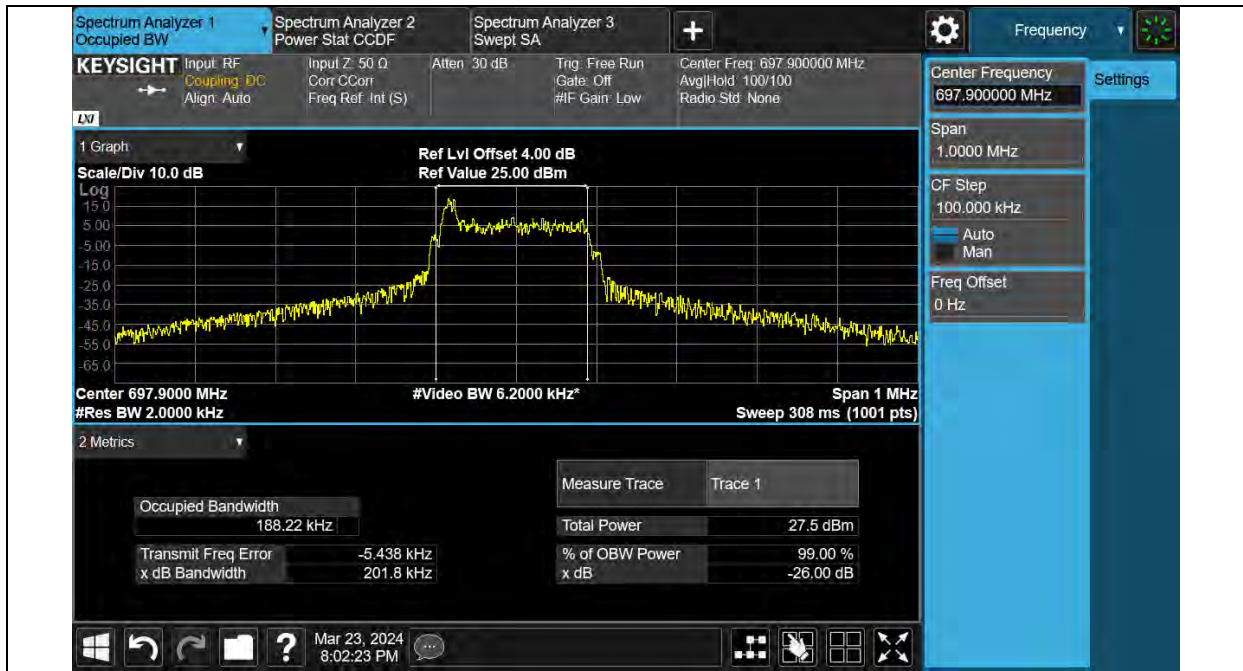 Spectrum Analyzer 1
Occupied BW
Spectrum Analyzer 2
Power Stat CCDF
Spectrum Analyzer 3
Swept SA
Frequency
KEYSIGHT
LXI
Input: RF
Coupling: DC
Align: Auto
Input Z: 50 Ω
Corr CCorr
Freq Ref: Int (S)
Atten: 30 dB
Trig: Free Run
Gate: Off
#IF Gain: Low
Center Freq: 697.900000 MHz
Avg|Hold: 100/100
Radio Std: None
Center Frequency
697.900000 MHz
Settings
Span
1.0000 MHz
CF Step
100.000 kHz
Auto
Man
Freq Offset
0 Hz
1 Graph
Scale/Div 10.0 dB
Ref Lvl Offset 4.00 dB
Ref Value 25.00 dBm
Log
15.0
5.00
-5.00
-15.0
-25.0
-35.0
-45.0
-55.0
-65.0
Center 697.9000 MHz
#Video BW 6.2000 kHz*
Span 1 MHz
#Res BW 2.0000 kHz
Sweep 308 ms (1001 pts)
2 Metrics
Measure Trace Trace 1
Occupied Bandwidth
188.22 kHz
Total Power 27.5 dBm
Transmit Freq Error -5.438 kHz
% of OBW Power 99.00 %
x dB Bandwidth 201.8 kHz
x dB -26.00 dB
?
Mar 23, 2024
8:02:23 PM